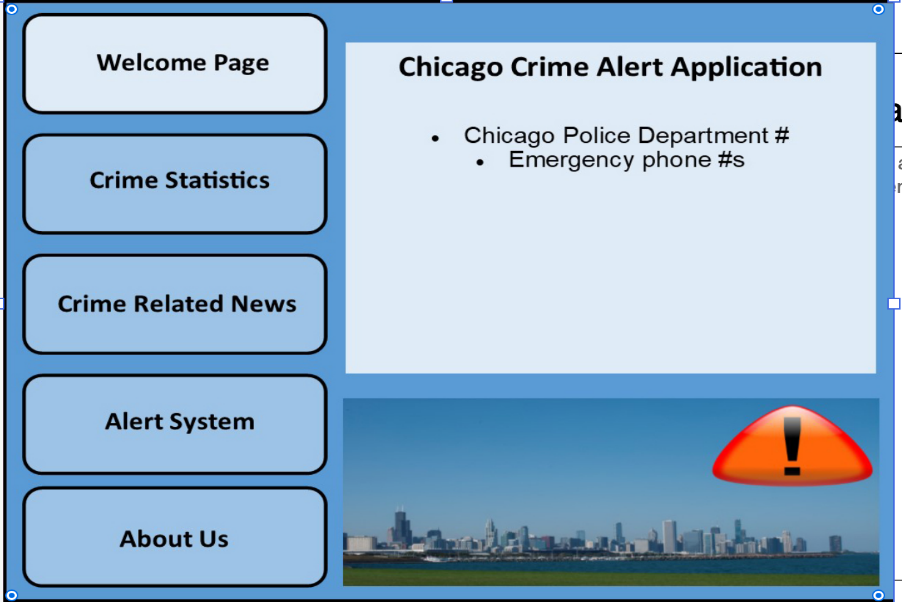 Welcome Page
Crime Statistics
Crime Related News
Alert System
About Us
Chicago Crime Alert Application
• Chicago Police Department #
• Emergency phone #s
!